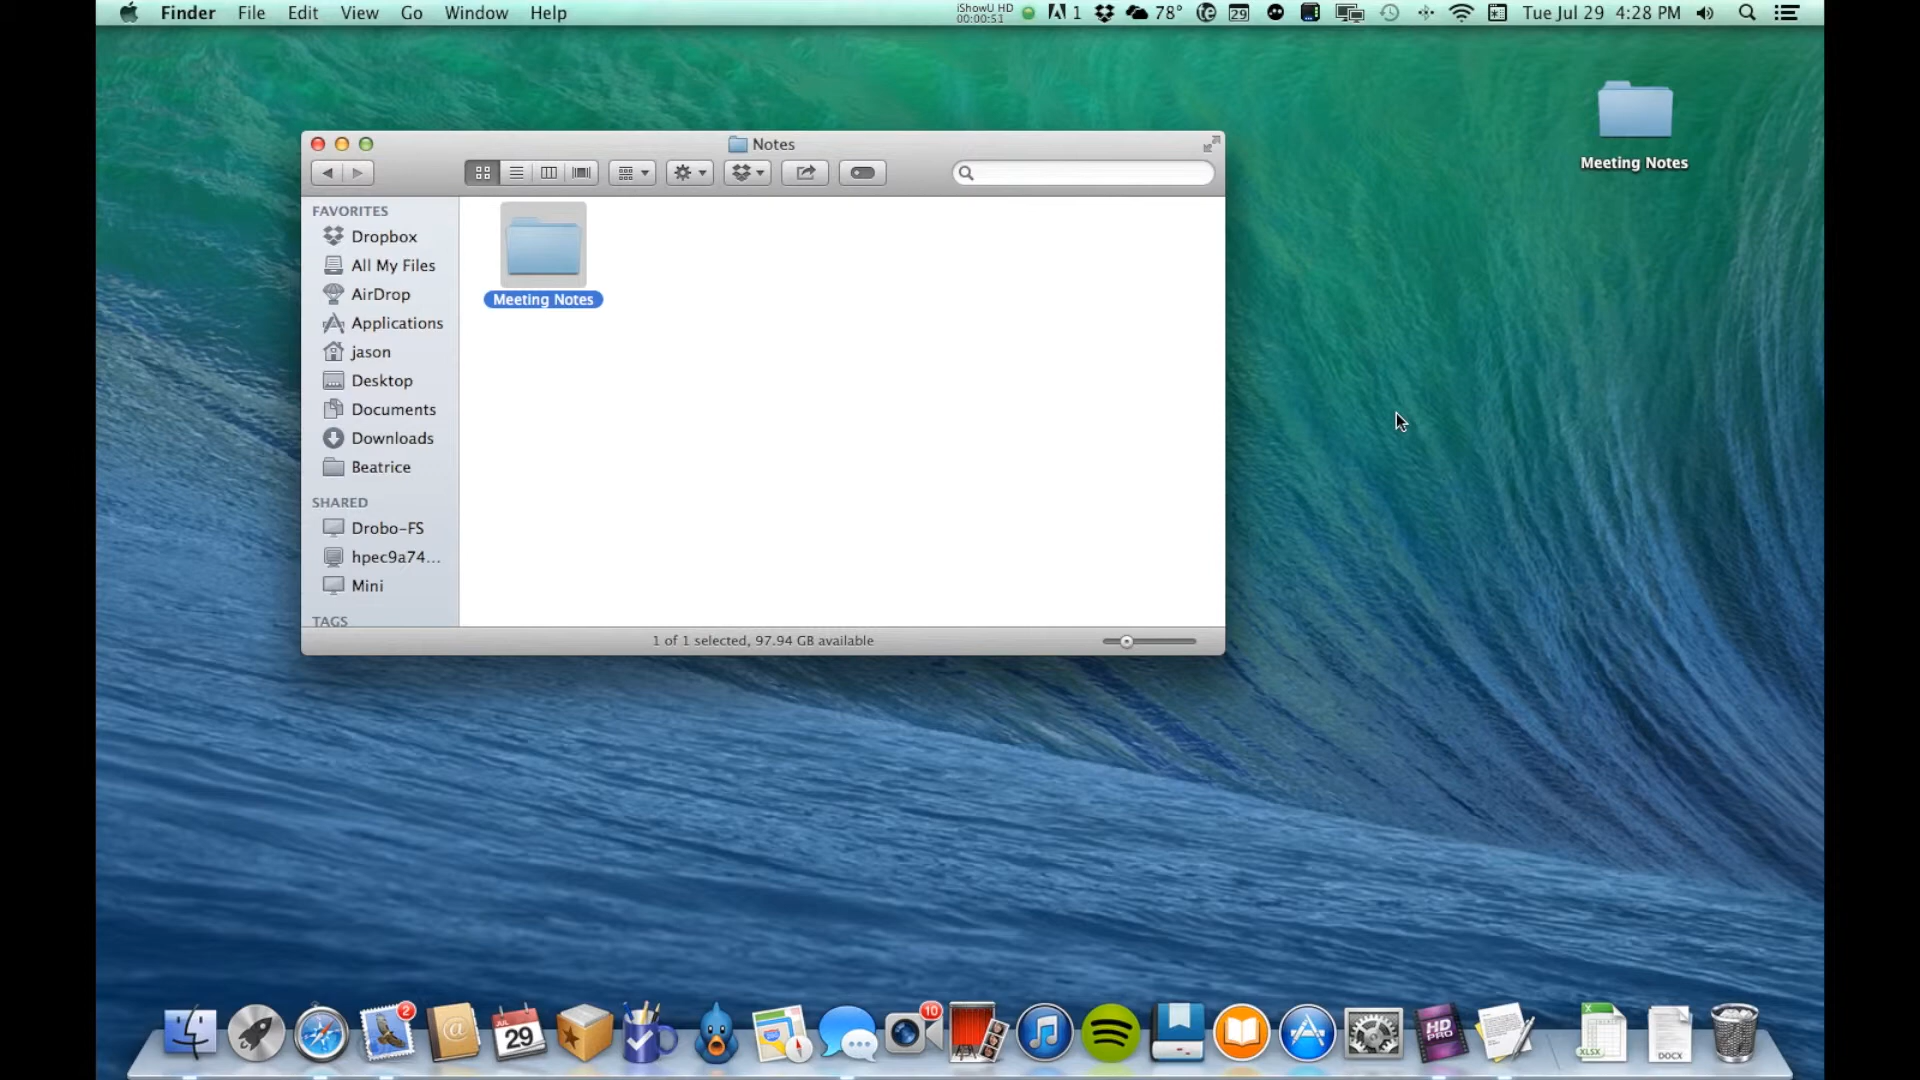 Finder File Edit View Go Window Help
iShowU HD
00:00:51
1 78° 29 Tue Jul 29 4:28 PM
Meeting Notes
Notes
FAVORITES
Dropbox
All My Files
AirDrop
Applications
jason
Desktop
Documents
Downloads
Beatrice
SHARED
Drobo-FS
hpec9a74...
Mini
TAGS
Meeting Notes
1 of 1 selected, 97.94 GB available
2
@
JUL
29
10
HD
PRO
XLSX
DOCX